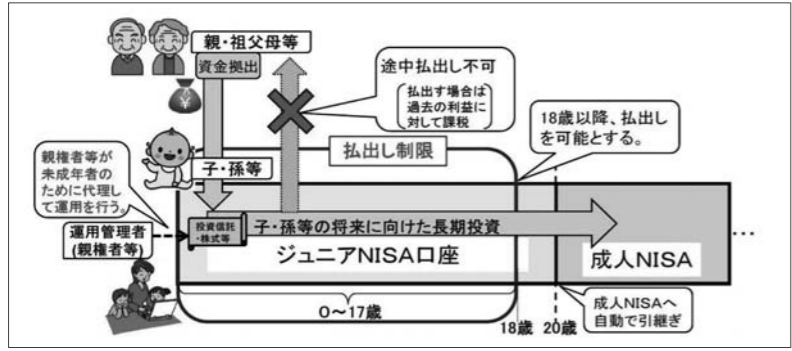 親・祖父母等
資金拠出
¥
途中払出し不可
払出す場合は
過去の利益に
対して課税
18歳以降、払出し
を可能とする。
払出し制限
親権者等が
未成年者の
ために代理し
て運用を行う。
子・孫等
運用管理者
(親権者等)
投資信託
・株式等
子・孫等の将来に向けた長期投資
ジュニアNISA口座
成人NISA
…
0～17歳
18歳
20歳
成人NISAへ
自動で引継ぎ